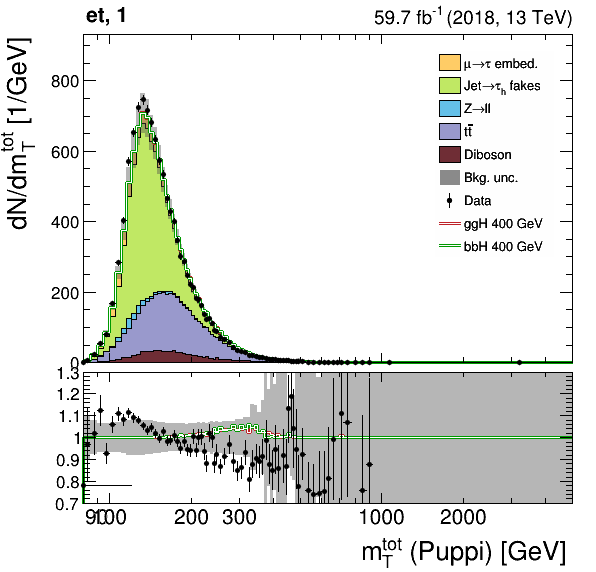 et, 1
59.7 fb⁻¹ (2018, 13 TeV)
dN/dm_T^tot [1/GeV]
800
600
400
200
0
μ→τ embed.
Jet→τ_h fakes
Z→ll
tt̄
Diboson
Bkg. unc.
Data
ggH 400 GeV
bbH 400 GeV
1.3
1.2
1.1
1
0.9
0.8
0.7
90
100
200
300
1000
2000
m_T^tot (Puppi) [GeV]